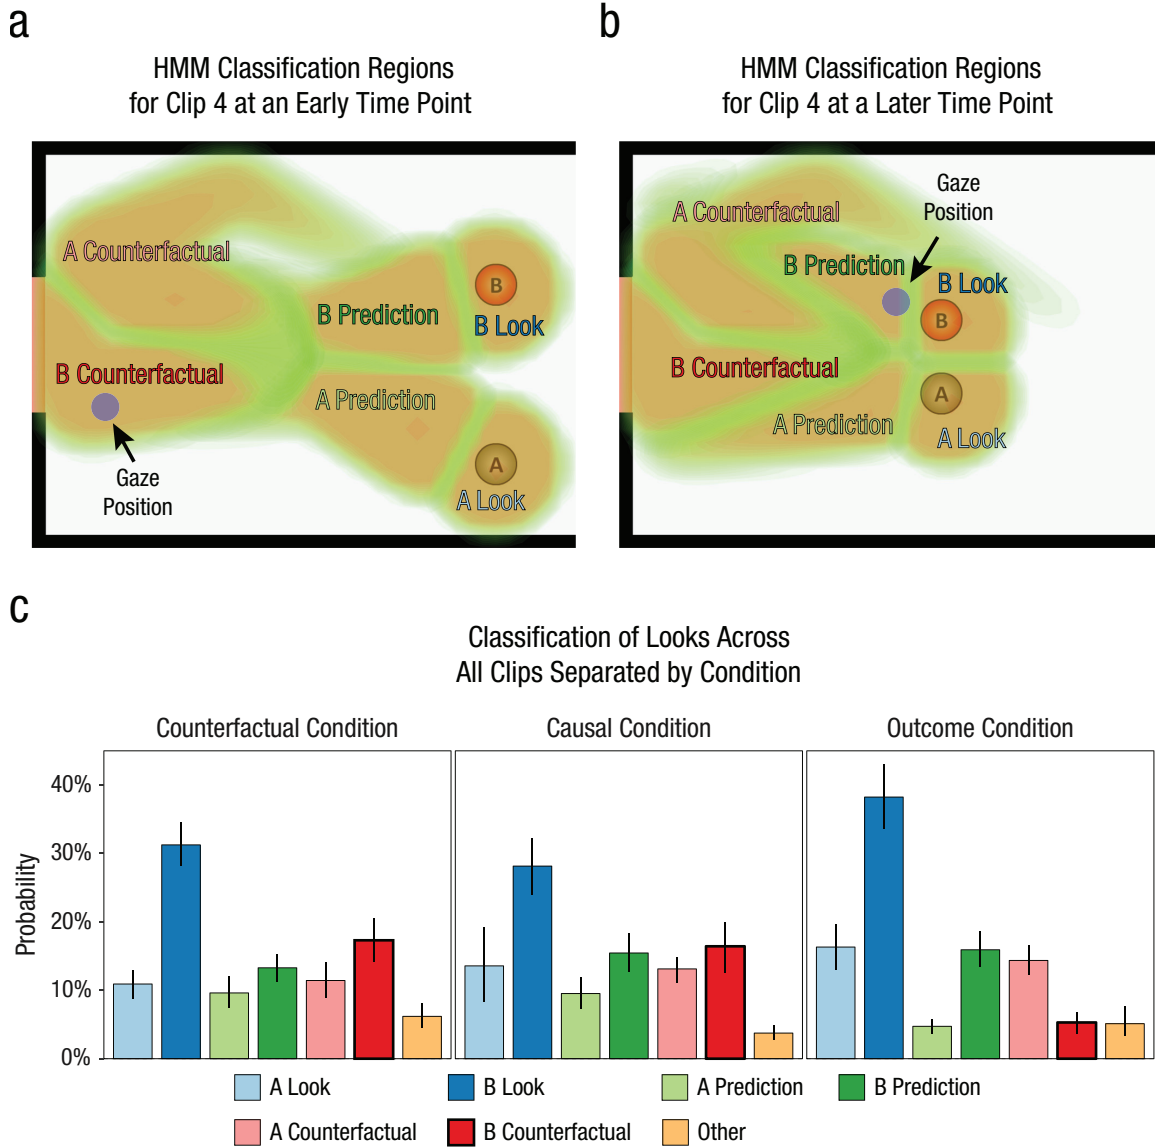 a
HMM Classification Regions
for Clip 4 at an Early Time Point
A Counterfactual
B
B Prediction
B Look
B Counterfactual
A Prediction
A
A Look
Gaze
Position
b
HMM Classification Regions
for Clip 4 at a Later Time Point
Gaze
Position
A Counterfactual
B Prediction
B Look
B
B Counterfactual
A
A Prediction
A Look
c
Classification of Looks Across
All Clips Separated by Condition
Counterfactual Condition
Causal Condition
Outcome Condition
Probability
40%
30%
20%
10%
0%
A Look
B Look
A Prediction
B Prediction
A Counterfactual
B Counterfactual
Other